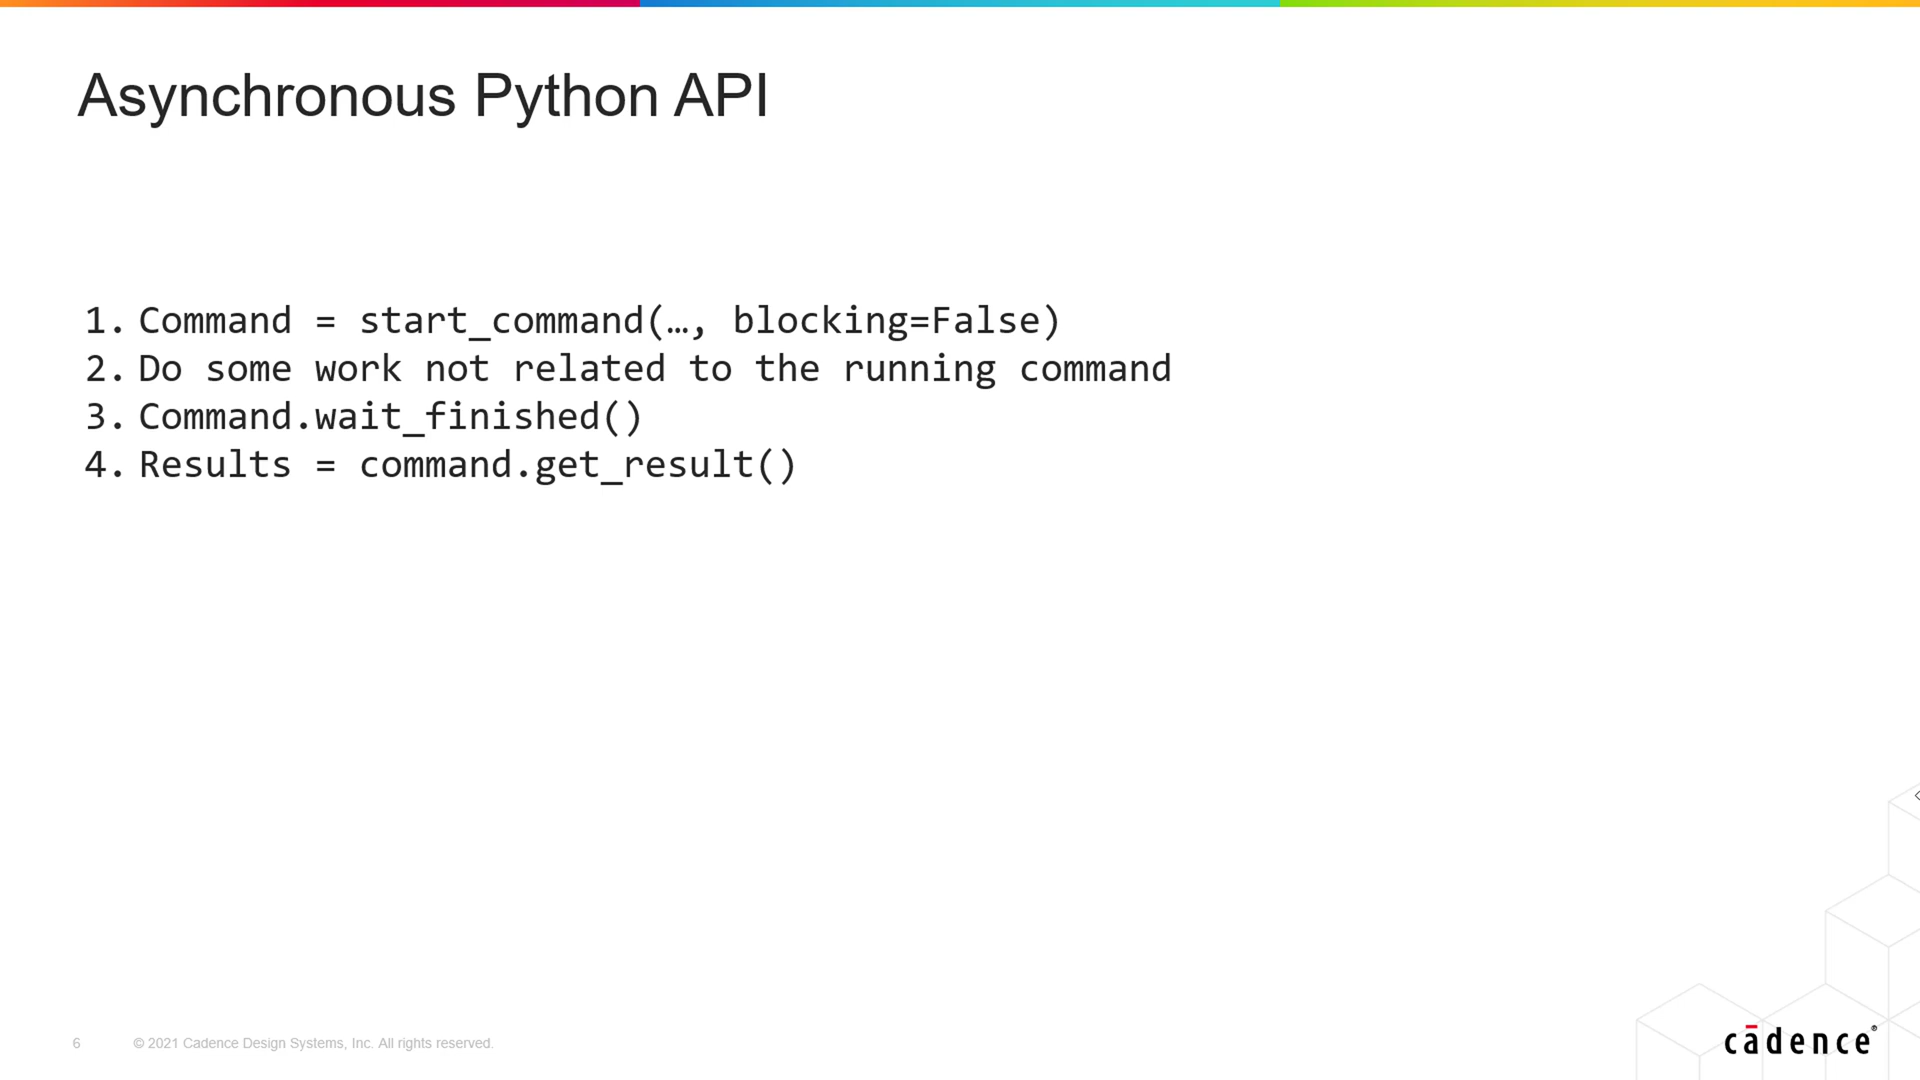 Asynchronous Python API
1. Command = start_command(…, blocking=False)
2. Do some work not related to the running command
3. Command.wait_finished()
4. Results = command.get_result()
6 © 2021 Cadence Design Systems, Inc. All rights reserved.
cādence®